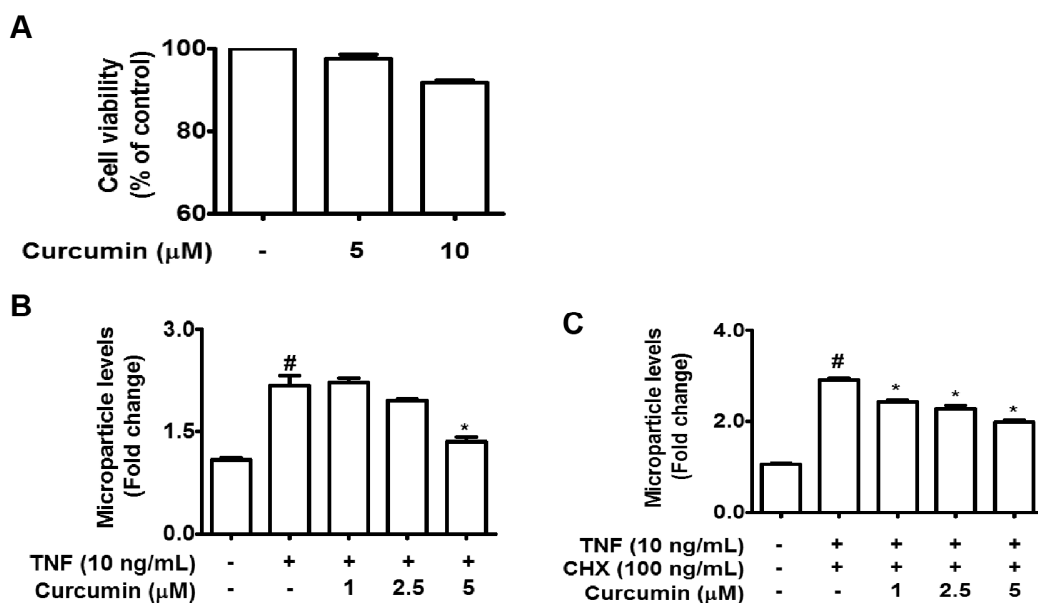 A
Cell viability
(% of control)
100
80
60
Curcumin (μM) - 5 10
B
Microparticle levels
(Fold change)
3.0
1.5
0.0
#
*
TNF (10 ng/mL) - + + + +
Curcumin (μM) - - 1 2.5 5
C
Microparticle levels
(Fold change)
4.0
2.0
0.0
#
* * *
TNF (10 ng/mL) - + + + +
CHX (100 ng/mL) - + + + +
Curcumin (μM) - - 1 2.5 5